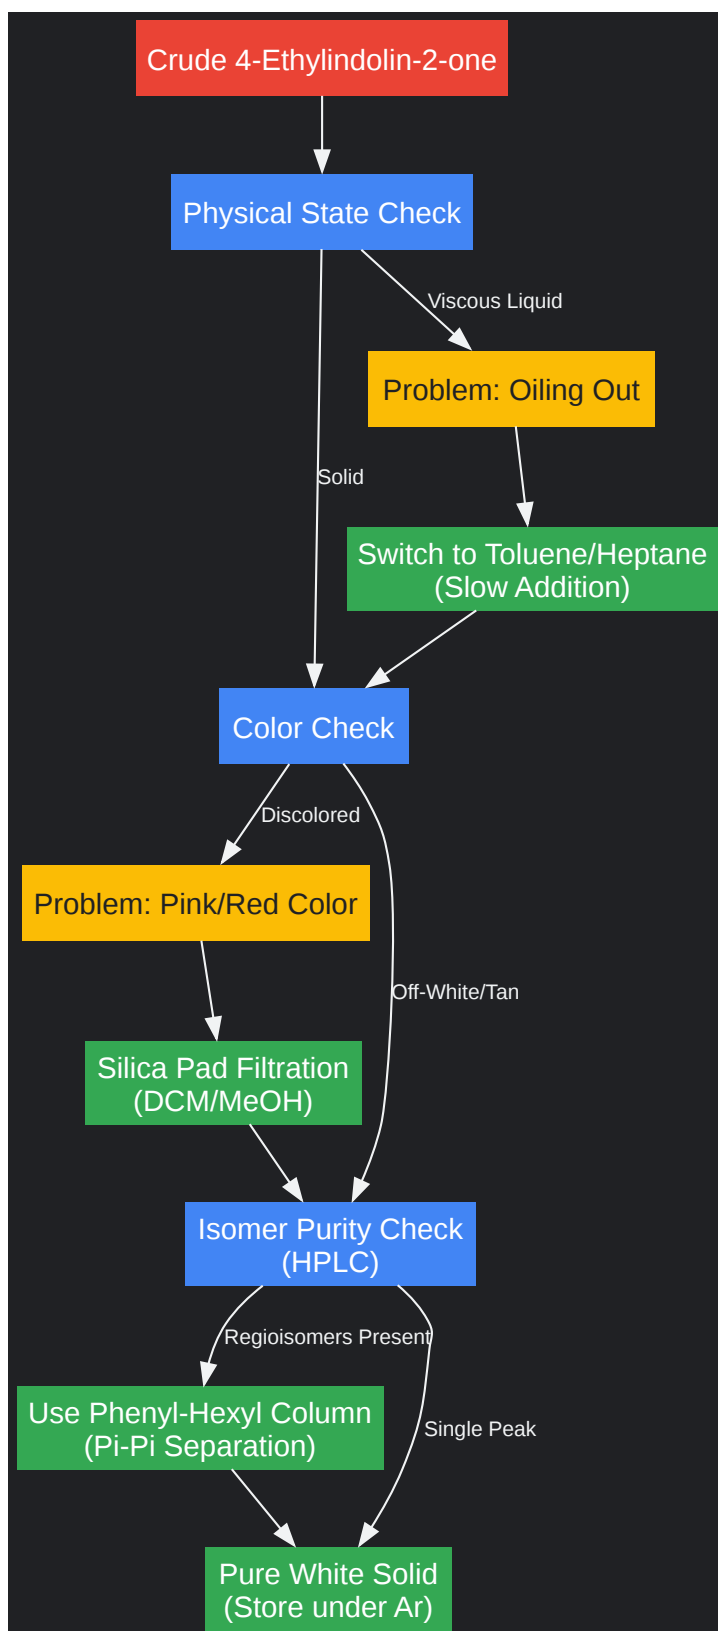 Crude 4-Ethylindolin-2-one
Physical State Check
Viscous Liquid
Problem: Oiling Out
Solid
Switch to Toluene/Heptane
(Slow Addition)
Color Check
Discolored
Problem: Pink/Red Color
Off-White/Tan
Silica Pad Filtration
(DCM/MeOH)
Isomer Purity Check
(HPLC)
Regioisomers Present
Use Phenyl-Hexyl Column
(Pi-Pi Separation)
Single Peak
Pure White Solid
(Store under Ar)